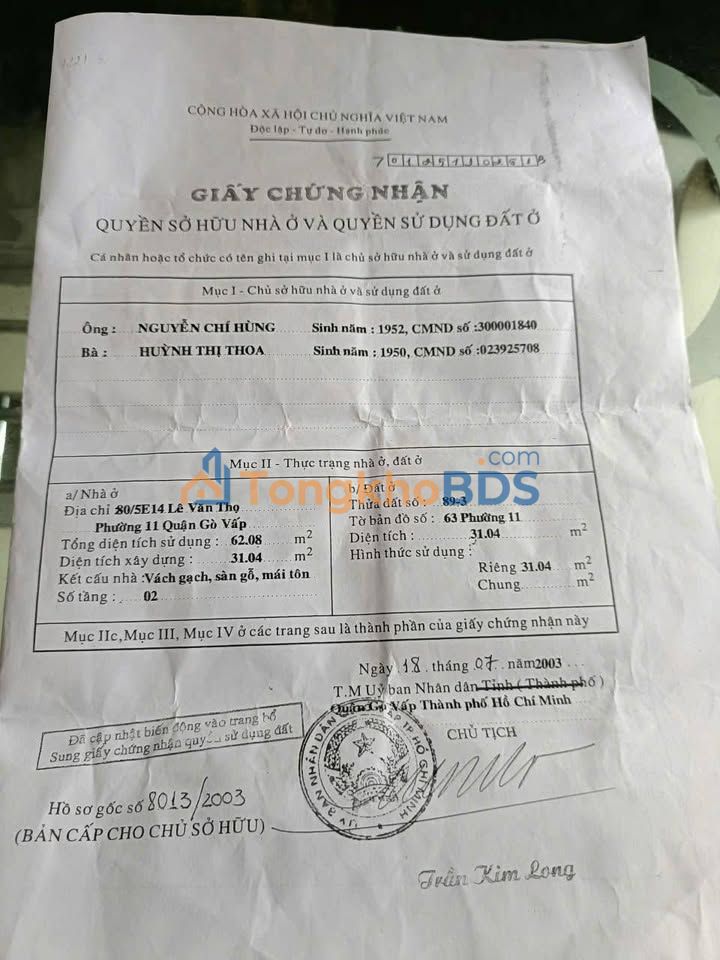 CỘNG HÒA XÃ HỘI CHỦ NGHĨA VIỆT NAM
Độc lập - Tự do - Hạnh phúc
GIẤY CHỨNG NHẬN
QUYỀN SỞ HỮU NHÀ Ở VÀ QUYỀN SỬ DỤNG ĐẤT Ở
Cá nhân hoặc tổ chức có tên ghi tại mục I là chủ sở hữu nhà ở và sử dụng đất ở
Mục I - Chủ sở hữu nhà ở và sử dụng đất ở
Ông : NGUYỄN CHÍ HÙNG Sinh năm : 1952, CMND số :300001840
Bà : HUỲNH THỊ THOA Sinh năm : 1950, CMND số :023925708
Mục II - Thực trạng nhà ở, đất ở
TongkhoBDS.com
a/ Nhà ở
Địa chỉ :80/5E14 Lê Văn Thọ
Phường 11 Quận Gò Vấp
Tổng diện tích sử dụng : 62.08 m2
Diện tích xây dựng : 31.04 m2
Kết cấu nhà :Vách gạch, sàn gỗ, mái tôn
Số tầng : 02
b/ Đất ở
Thửa đất số : 89-3
Tờ bản đồ số : 63 Phường 11
Diện tích : 31.04 m2
Hình thức sử dụng :
Riêng 31.04 m2
Chung m2
Mục IIc, Mục III, Mục IV ở các trang sau là thành phần của giấy chứng nhận này
Ngày 18 tháng 07 năm 2003
T.M Uỷ ban Nhân dân Tỉnh ( Thành phố )
Quận Gò Vấp Thành phố Hồ Chí Minh
CHỦ TỊCH
Đã cập nhật biến động vào trang bổ
Sung giấy chứng nhận quyền sử dụng đất
Hồ sơ gốc số 8013/2003
(BẢN CẤP CHO CHỦ SỞ HỮU)
Trần Kim Long